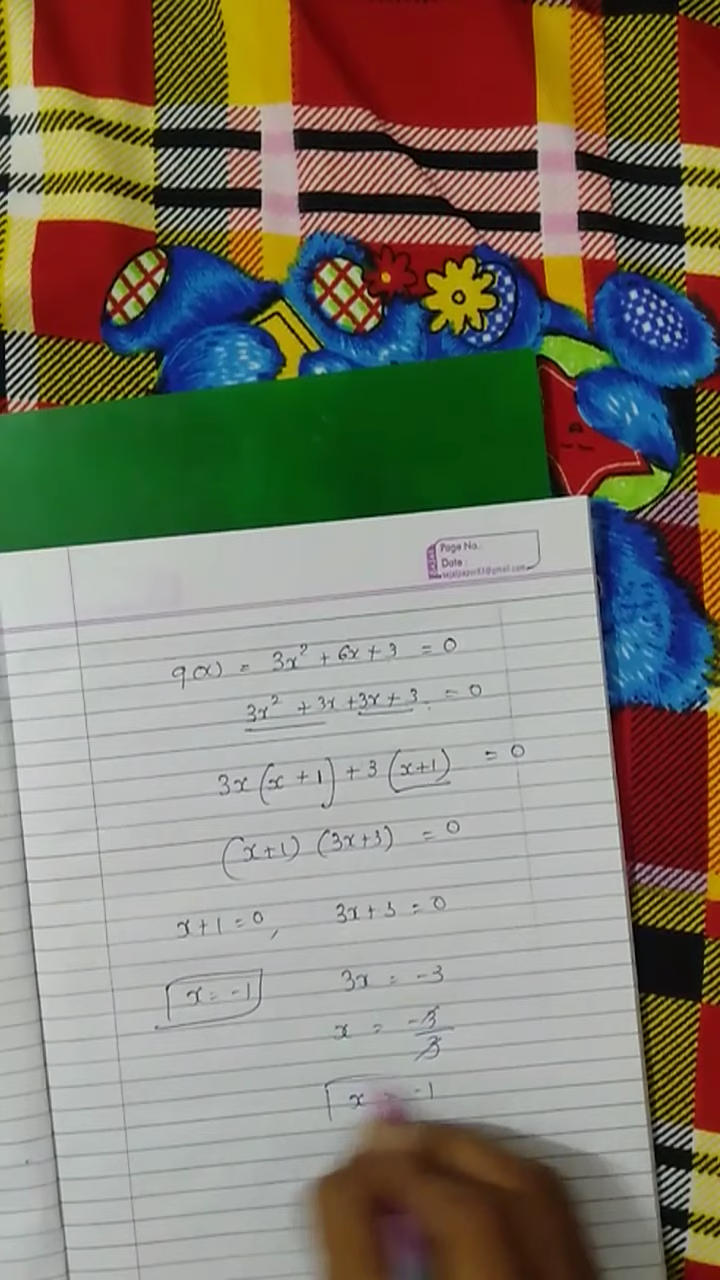 Page No.:
Date :
q(x) = 3x² + 6x + 3 = 0
3x² + 3x + 3x + 3 = 0
3x (x + 1) + 3 (x+1) = 0
(x+1) (3x+3) = 0
x+1 = 0, 3x + 3 = 0
x = -1 3x = -3
x = -3/3
x = -1